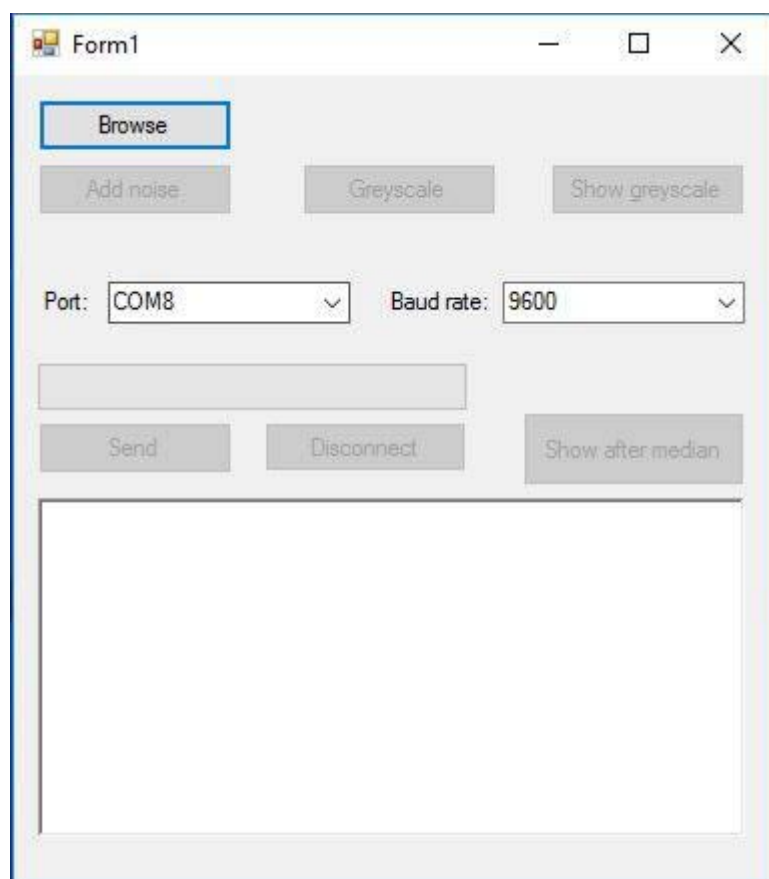 Form1
Browse
Add noise Greyscale Show greyscale
Port: COM8 Baud rate: 9600
Send Disconnect Show after median